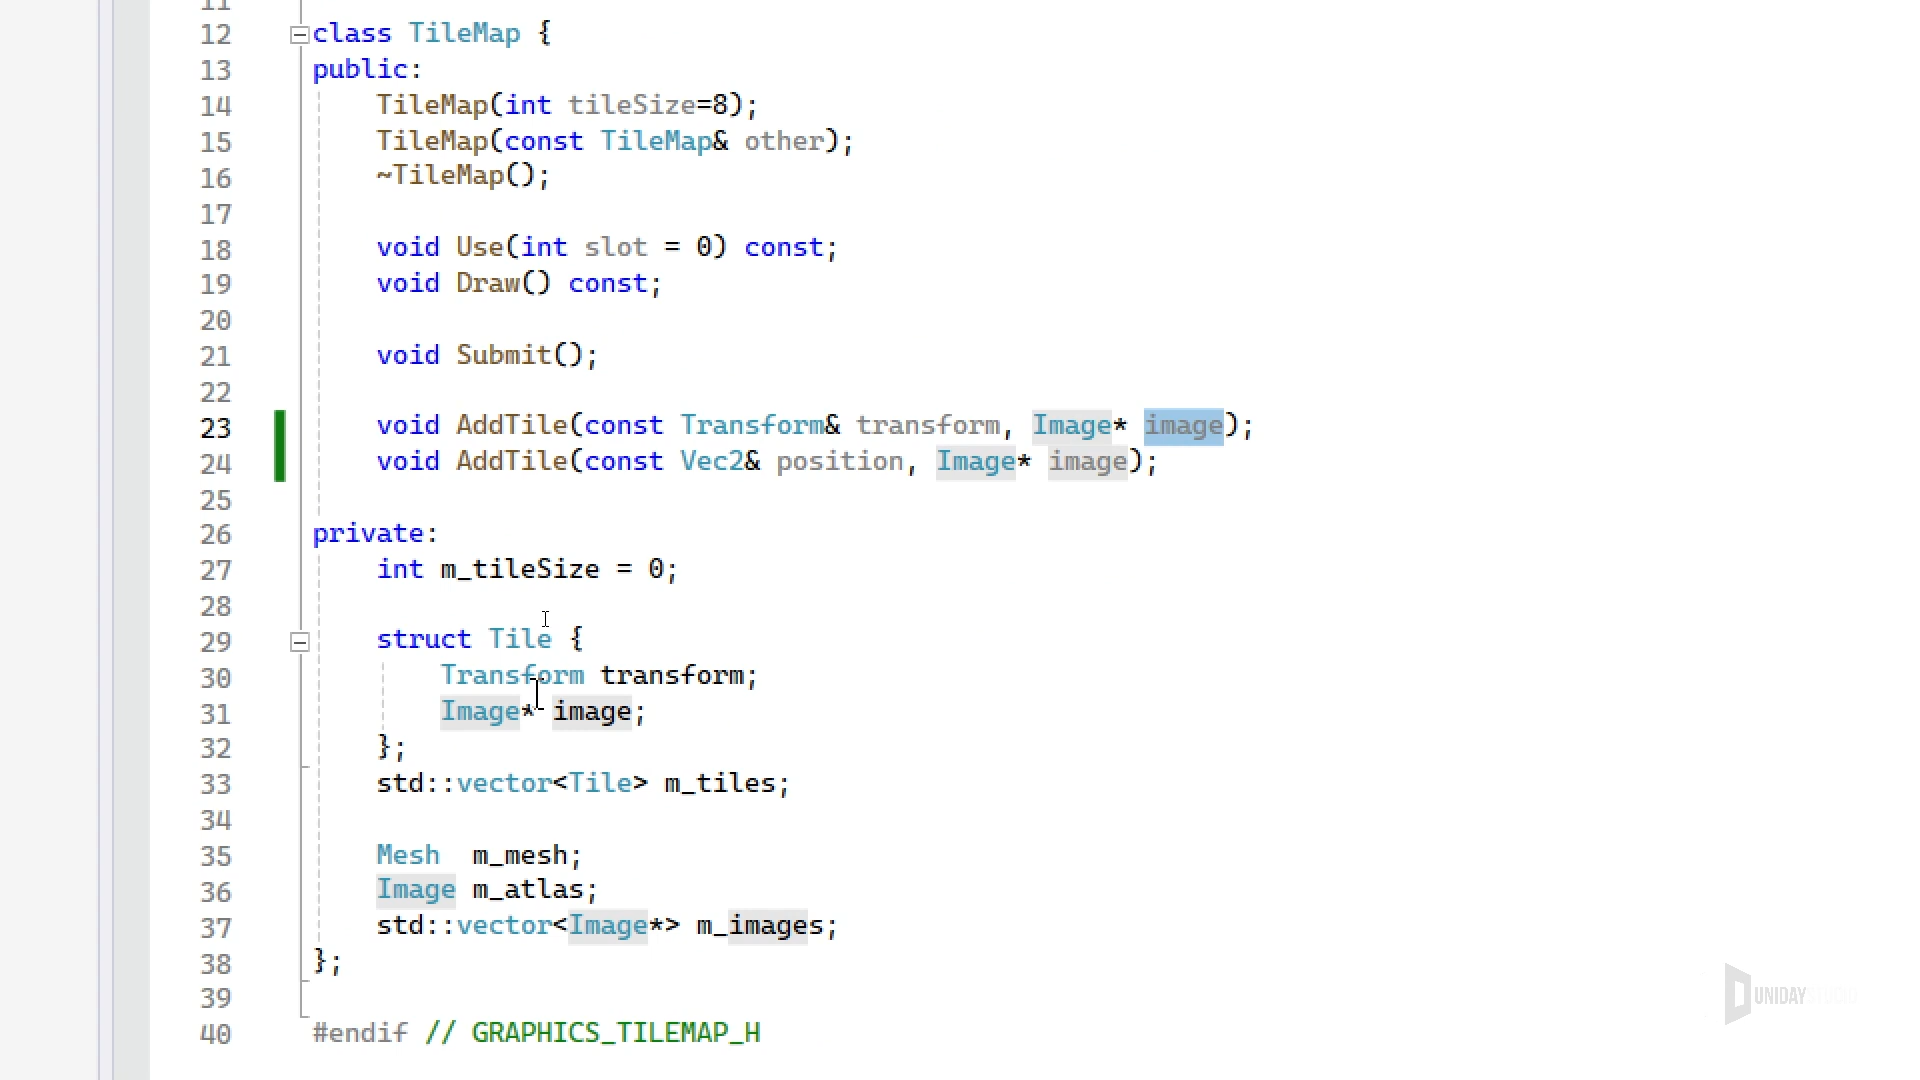 11
12 class TileMap {
13 public:
14 TileMap(int tileSize=8);
15 TileMap(const TileMap& other);
16 ~TileMap();
17
18 void Use(int slot = 0) const;
19 void Draw() const;
20
21 void Submit();
22
23 void AddTile(const Transform& transform, Image* image);
24 void AddTile(const Vec2& position, Image* image);
25
26 private:
27 int m_tileSize = 0;
28
29 struct Tile {
30 Transform transform;
31 Image* image;
32 };
33 std::vector<Tile> m_tiles;
34
35 Mesh  m_mesh;
36 Image m_atlas;
37 std::vector<Image*> m_images;
38 };
39
40 #endif // GRAPHICS_TILEMAP_H
UNIDAY STUDIO